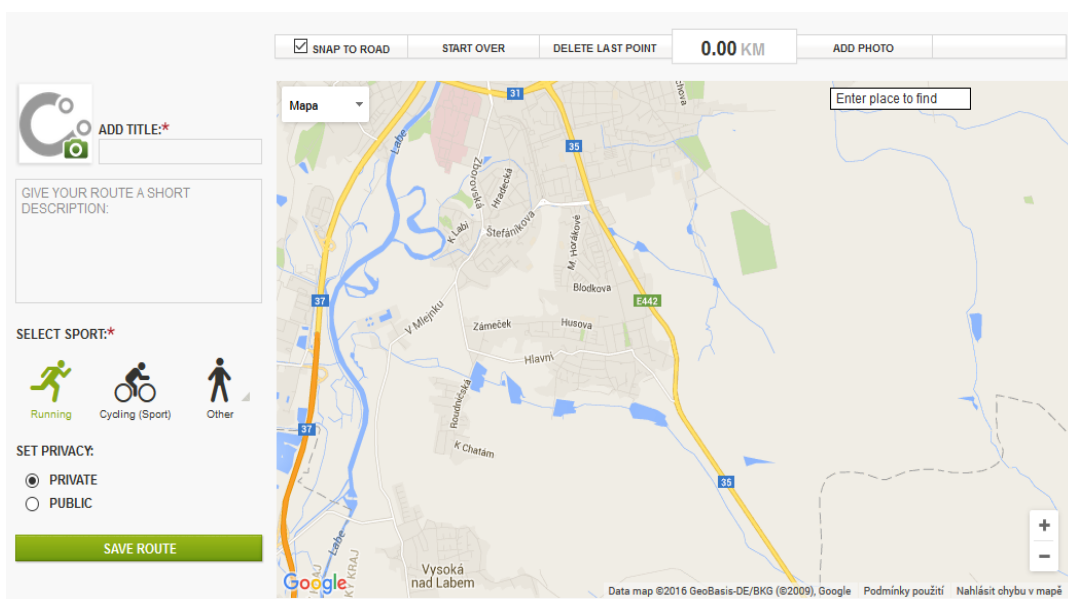 SNAP TO ROAD
START OVER
DELETE LAST POINT
0.00 KM
ADD PHOTO
ADD TITLE:*
GIVE YOUR ROUTE A SHORT
DESCRIPTION:
SELECT SPORT:*
Running
Cycling (Sport)
Other
SET PRIVACY:
PRIVATE
PUBLIC
SAVE ROUTE
Mapa
Enter place to find
31
35
Labe
Zborovská
Hradecká
K Labi
Štefánikova
M. Horákové
Blodkova
E442
37
V Mlejnku
Zámeček
Husova
Hlavní
Roudničská
37
K Chatám
35
Labe
KRAJ
Vysoká
nad Labem
Google
Data map ©2016 GeoBasis-DE/BKG (©2009), Google
Podmínky použití
Nahlásit chybu v mapě
+
−